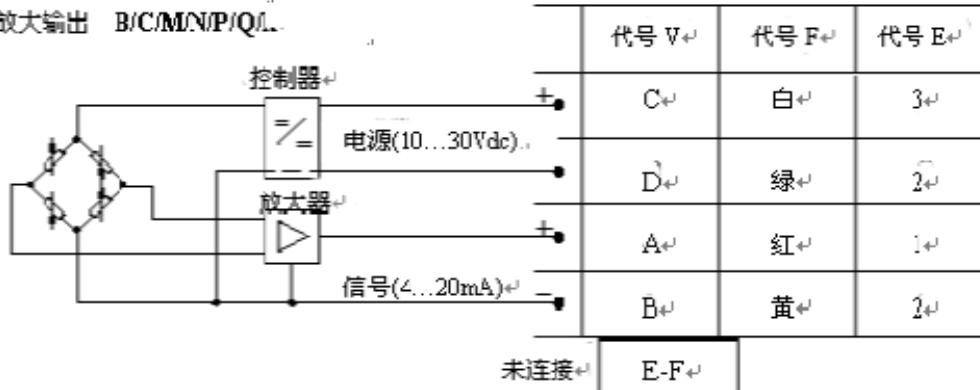 放大输出 B/C/M/N/P/Q/L
代号 V 代号 F 代号 E
控制器
+ C 白 3
电源(10...30Vdc)
D 绿 2
放大器
+ A 红 1
信号(4...20mA)
- B 黄 2
未连接 E-F